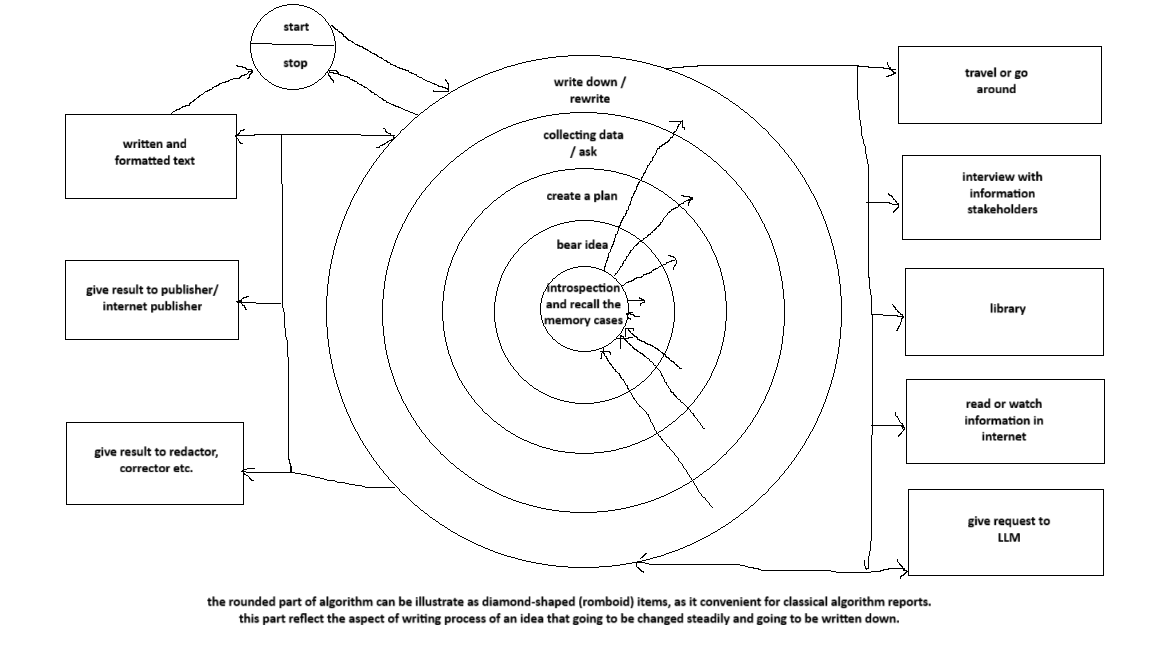 start
stop
write down /
rewrite
collecting data
/ ask
create a plan
bear idea
introspection
and recall the
memory cases
written and
formatted text
give result to publisher/
internet publisher
give result to redactor,
corrector etc.
travel or go
around
interview with
information
stakeholders
library
read or watch
information in
internet
give request to
LLM
the rounded part of algorithm can be illustrate as diamond-shaped (romboid) items, as it convenient for classical algorithm reports.
this part reflect the aspect of writing process of an idea that going to be changed steadily and going to be written down.